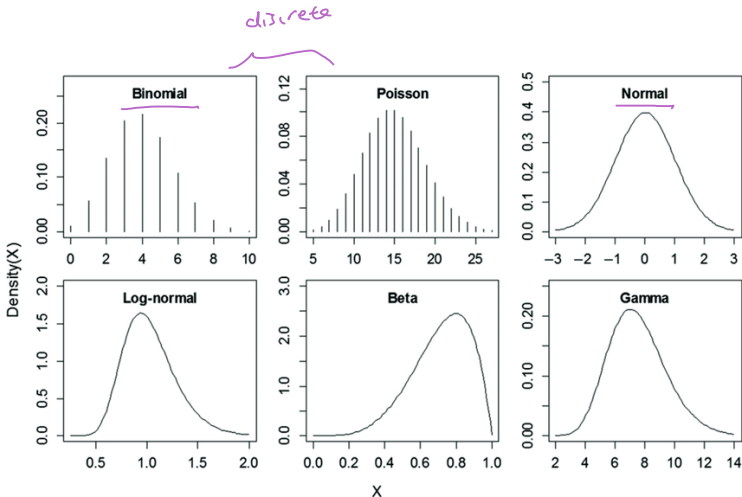 discrete
Binomial
Poisson
Normal
0.00 0.10 0.20
0.00 0.04 0.08 0.12
0.0 0.1 0.2 0.3 0.4 0.5
0 2 4 6 8 10
5 10 15 20 25
−3 −2 −1 0 1 2 3
Density(X)
Log-normal
Beta
Gamma
0.0 0.5 1.0 1.5 2.0
0.0 1.0 2.0 3.0
0.00 0.10 0.20
0.5 1.0 1.5 2.0
0.0 0.2 0.4 0.6 0.8 1.0
2 4 6 8 10 12 14
X